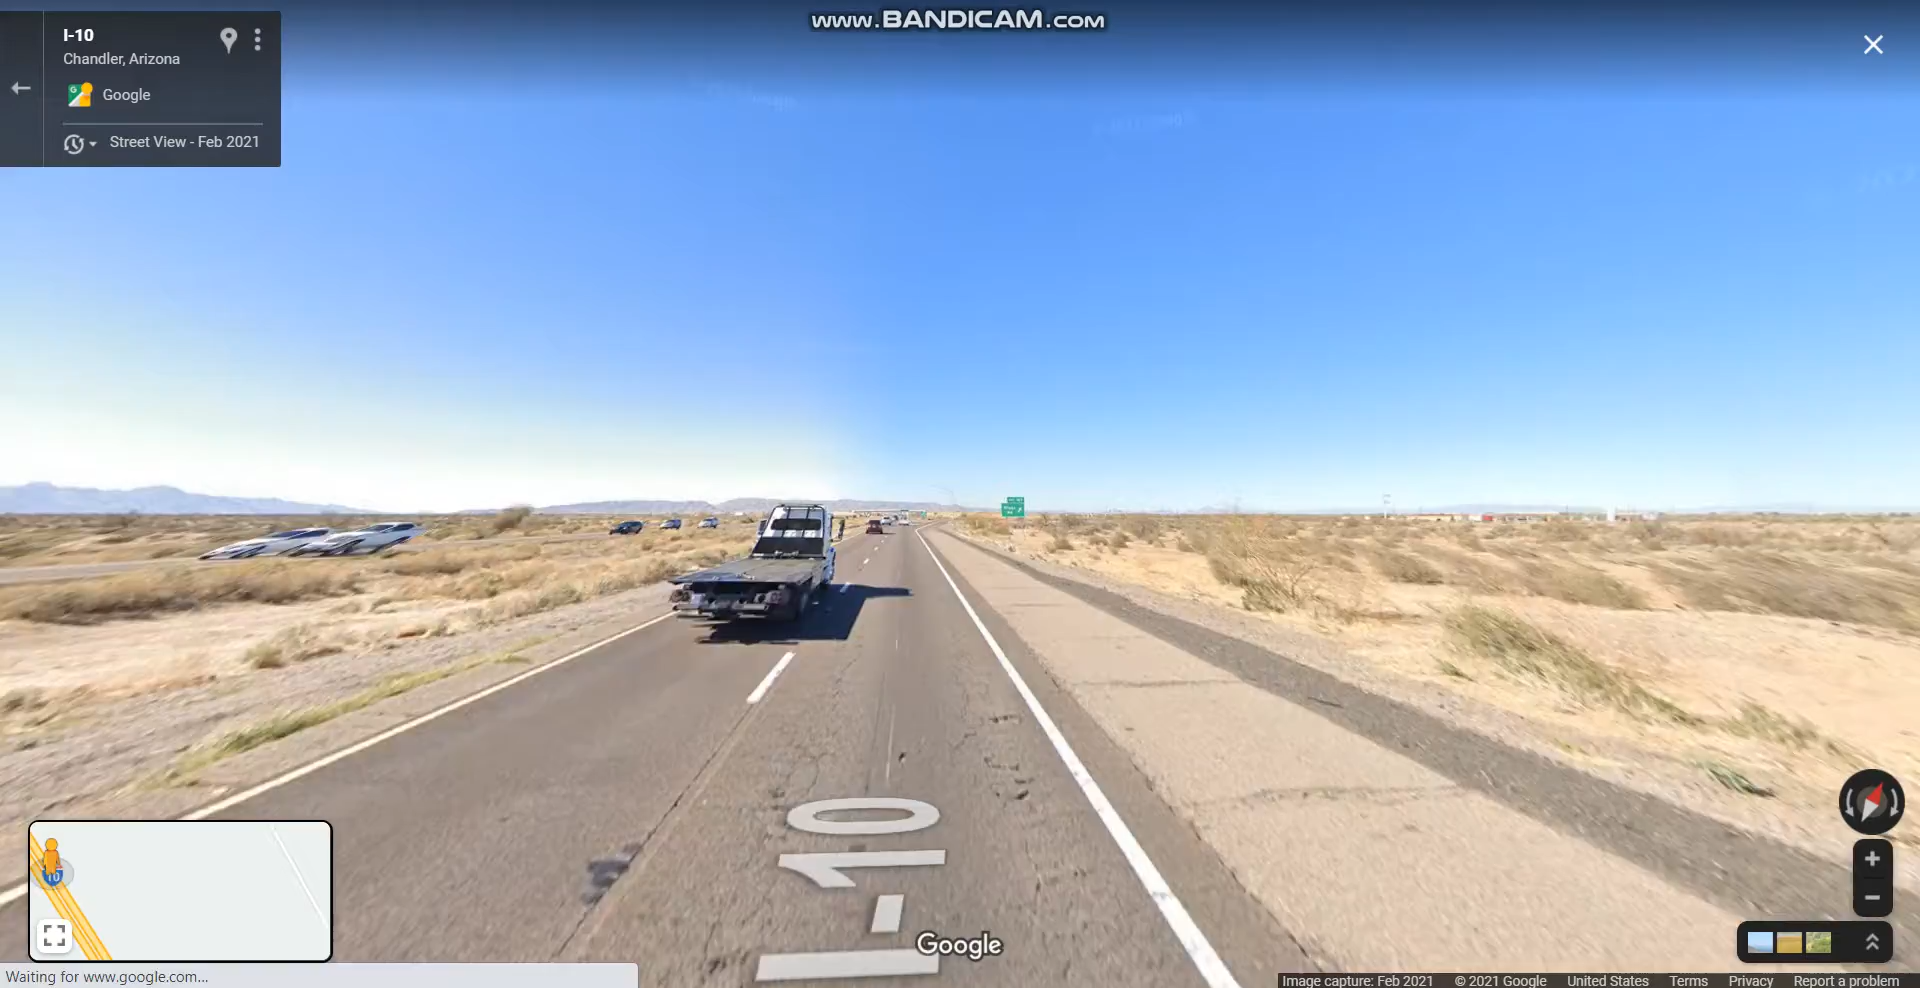 www.BANDICAM.com
I-10
Chandler, Arizona
Google
Street View - Feb 2021
I-10
10
Google
Waiting for www.google.com...
Image capture: Feb 2021 © 2021 Google United States Terms Privacy Report a problem